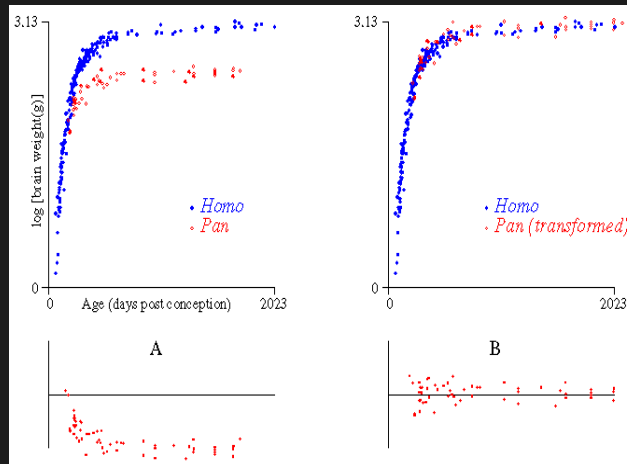 3.13
log [brain weight(g)]
Homo
Pan
0
0
Age (days post conception)
2023
A
3.13
Homo
Pan (transformed)
0
0
2023
B